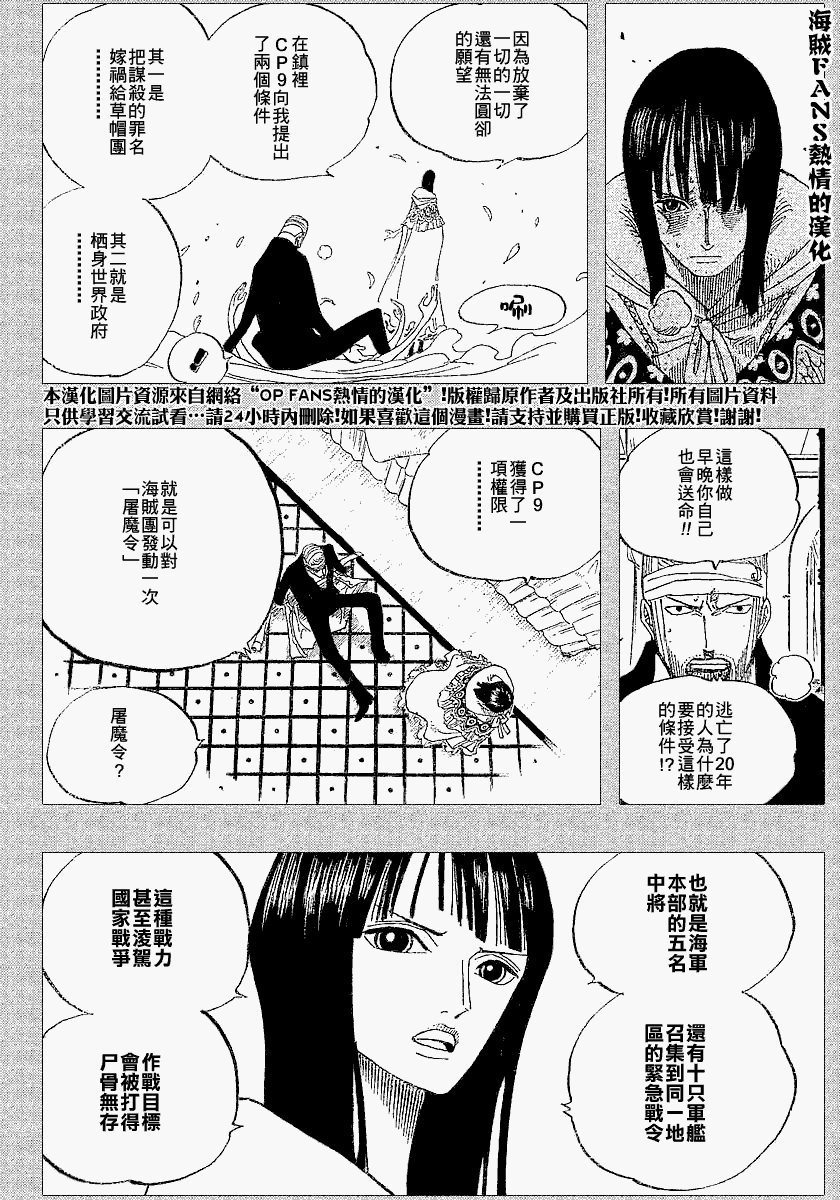 海賊FANS熱情的漢化
因為放棄了
一切的一切
還有無法圓卻
的願望
在鎮裡
CP9向我提出
了兩個條件
其一是
把謀殺的罪名
嫁禍給草帽團
…………
其二就是
栖身世界政府
…………
!
本漢化圖片資源來自網絡“OP FANS熱情的漢化”!版權歸原作者及出版社所有!所有圖片資料
只供學習交流試看…請24小時內刪除!如果喜歡這個漫畫!請支持並購買正版!收藏欣賞!謝謝!
這樣做
早晚你自己
也會送命!!
逃亡了20年
的人為什麼
要接受這樣
的條件!?
CP9
獲得了一
項權限
…………
就是可以對
海賊團發動一次
「屠魔令」
屠魔令?
也就是海軍
本部的五名
中將
還有十只軍艦
召集到同一地
區的緊急戰令
這種戰力
甚至淩駕
國家戰爭
作戰目標
會被打得
尸骨無存